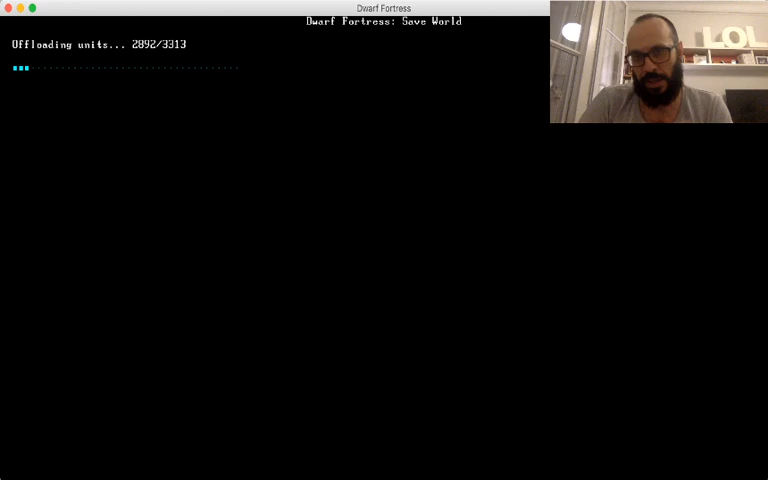 Dwarf Fortress
Dwarf Fortress: Save World
Offloading units... 2892/3313
LOL